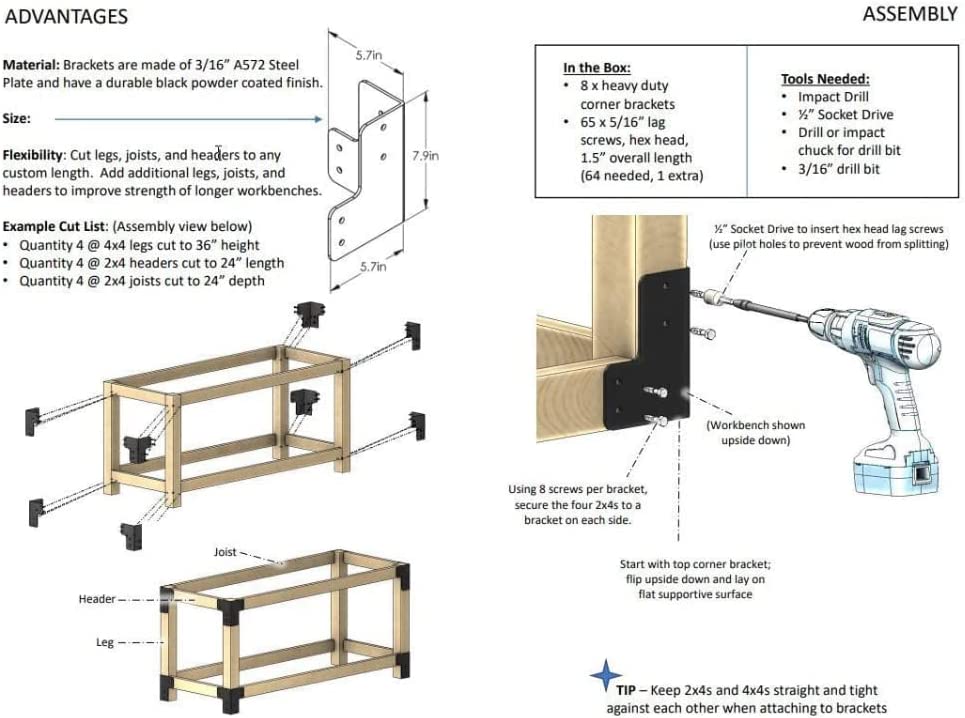 ADVANTAGES
Material: Brackets are made of 3/16” A572 Steel
Plate and have a durable black powder coated finish.
Size:
Flexibility: Cut legs, joists, and headers to any
custom length. Add additional legs, joists, and
headers to improve strength of longer workbenches.
Example Cut List: (Assembly view below)
• Quantity 4 @ 4x4 legs cut to 36” height
• Quantity 4 @ 2x4 headers cut to 24” length
• Quantity 4 @ 2x4 joists cut to 24” depth
5.7in
7.9in
5.7in
Joist
Header
Leg
ASSEMBLY
In the Box:
• 8 x heavy duty
corner brackets
• 65 x 5/16” lag
screws, hex head,
1.5” overall length
(64 needed, 1 extra)
Tools Needed:
• Impact Drill
• ½” Socket Drive
• Drill or impact
chuck for drill bit
• 3/16” drill bit
½” Socket Drive to insert hex head lag screws
(use pilot holes to prevent wood from splitting)
(Workbench shown
upside down)
Using 8 screws per bracket,
secure the four 2x4s to a
bracket on each side.
Start with top corner bracket;
flip upside down and lay on
flat supportive surface
TIP – Keep 2x4s and 4x4s straight and tight
against each other when attaching to brackets